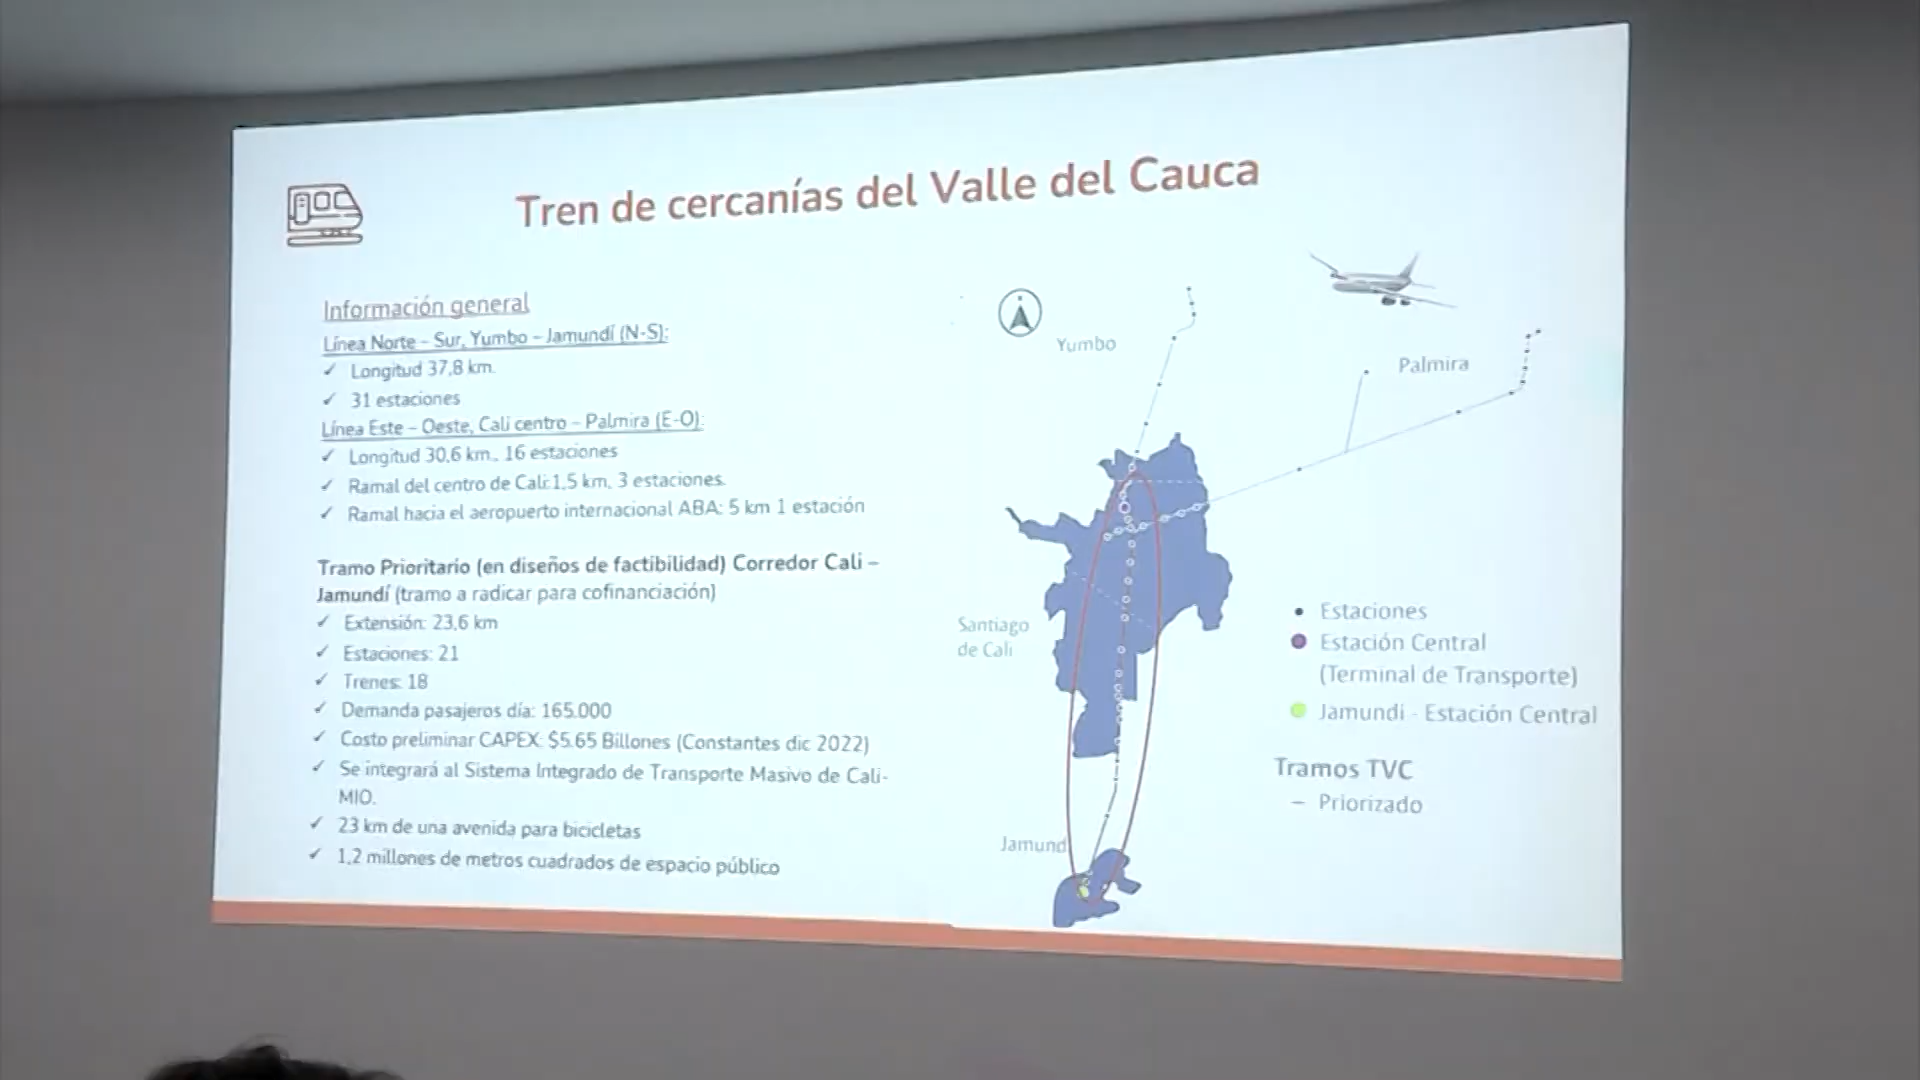 Tren de cercanías del Valle del Cauca
Información general
Línea Norte – Sur, Yumbo – Jamundí (N-S):
✓ Longitud 37,8 km.
✓ 31 estaciones
Línea Este – Oeste, Cali centro – Palmira (E-O):
✓ Longitud 30,6 km., 16 estaciones
✓ Ramal del centro de Cali: 1,5 km, 3 estaciones.
✓ Ramal hacia el aeropuerto internacional ABA: 5 km 1 estación
Tramo Prioritario (en diseños de factibilidad) Corredor Cali –
Jamundí (tramo a radicar para cofinanciación)
✓ Extensión: 23,6 km
✓ Estaciones: 21
✓ Trenes: 18
✓ Demanda pasajeros día: 165.000
✓ Costo preliminar CAPEX: $5.65 Billones (Constantes dic 2022)
✓ Se integrará al Sistema Integrado de Transporte Masivo de Cali-
MIO.
✓ 23 km de una avenida para bicicletas
✓ 1,2 millones de metros cuadrados de espacio público
Yumbo
Palmira
Santiago
de Cali
Jamund
• Estaciones
Estación Central
(Terminal de Transporte)
Jamundi - Estación Central
Tramos TVC
– Priorizado